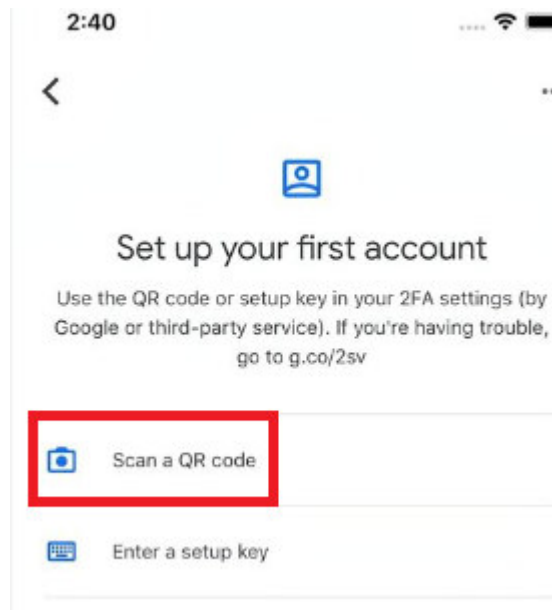 2:40
Set up your first account
Use the QR code or setup key in your 2FA settings (by
Google or third-party service). If you're having trouble,
go to g.co/2sv
Scan a QR code
Enter a setup key